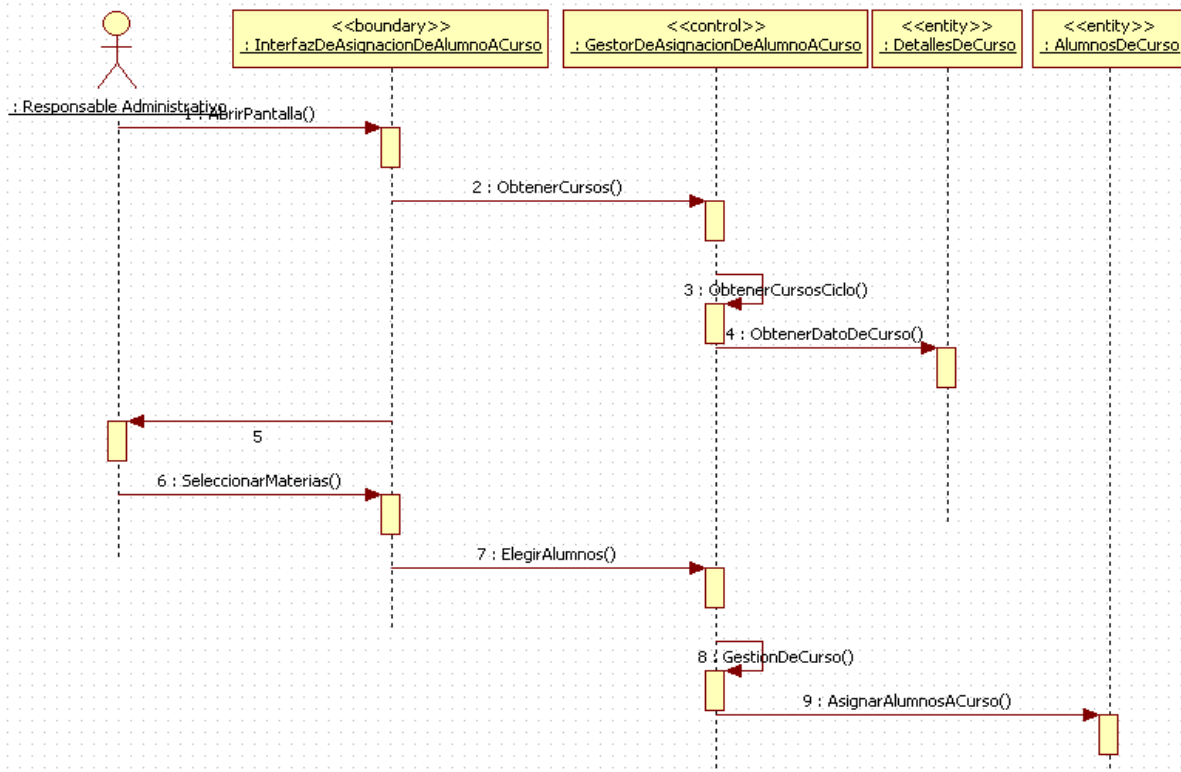 <<boundary>>
: InterfazDeAsignacionDeAlumnoACurso
<<control>>
: GestorDeAsignacionDeAlumnoACurso
<<entity>>
: DetallesDeCurso
<<entity>>
: AlumnosDeCurso
: Responsable Administrativo
1 : AbrirPantalla()
2 : ObtenerCursos()
3 : ObtenerCursosCiclo()
4 : ObtenerDatoDeCurso()
5
6 : SeleccionarMaterias()
7 : ElegirAlumnos()
8 : GestionDeCurso()
9 : AsignarAlumnosACurso()